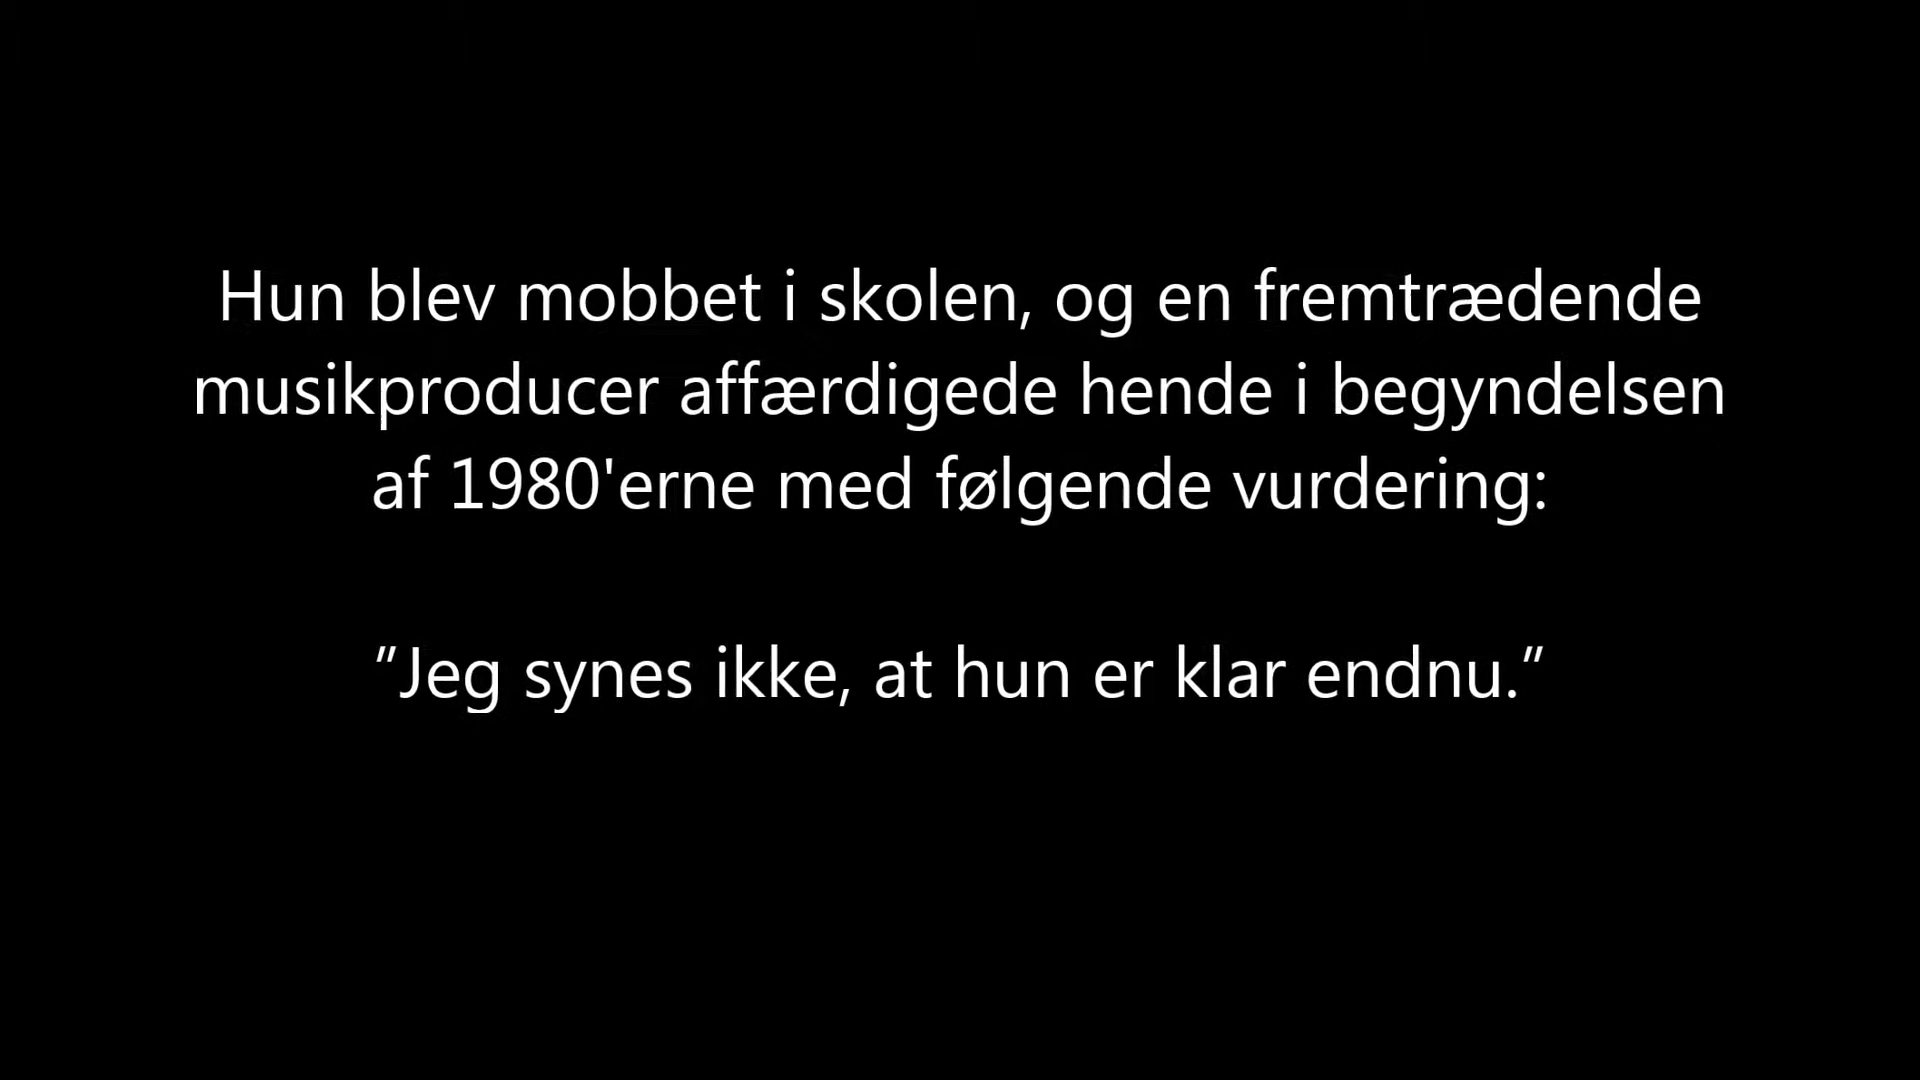 Hun blev mobbet i skolen, og en fremtrædende
musikproducer affærdigede hende i begyndelsen
af 1980'erne med følgende vurdering:
”Jeg synes ikke, at hun er klar endnu.”